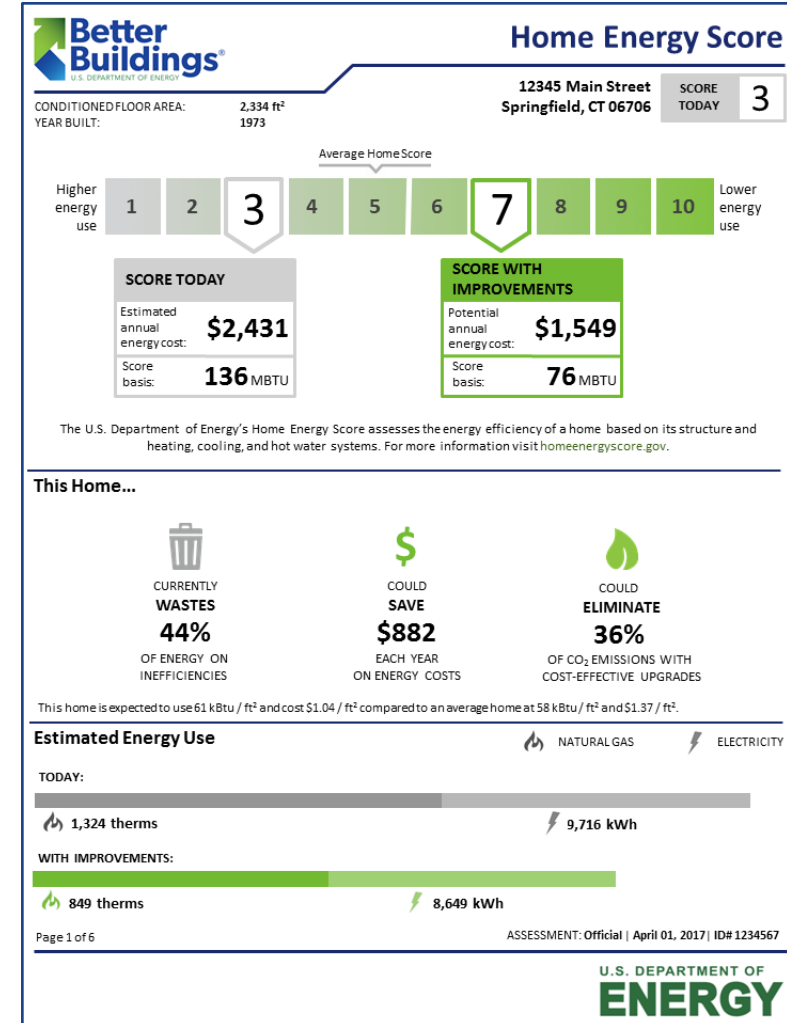 Better
Buildings®
U.S. DEPARTMENT OF ENERGY
Home Energy Score
12345 Main Street
Springfield, CT 06706
SCORE
TODAY
3
CONDITIONED FLOOR AREA: 2,334 ft²
YEAR BUILT: 1973
Average Home Score
Higher
energy
use
1 2 3 4 5 6 7 8 9 10
Lower
energy
use
SCORE TODAY
Estimated
annual
energy cost:
$2,431
Score
basis:
136 MBTU
SCORE WITH
IMPROVEMENTS
Potential
annual
energy cost:
$1,549
Score
basis:
76 MBTU
The U.S. Department of Energy's Home Energy Score assesses the energy efficiency of a home based on its structure and
heating, cooling, and hot water systems. For more information visit homeenergyscore.gov.
This Home...
CURRENTLY
WASTES
44%
OF ENERGY ON
INEFFICIENCIES
$
COULD
SAVE
$882
EACH YEAR
ON ENERGY COSTS
COULD
ELIMINATE
36%
OF CO₂ EMISSIONS WITH
COST-EFFECTIVE UPGRADES
This home is expected to use 61 kBtu / ft² and cost $1.04 / ft² compared to an average home at 58 kBtu / ft² and $1.37 / ft².
Estimated Energy Use
NATURAL GAS
ELECTRICITY
TODAY:
1,324 therms
9,716 kWh
WITH IMPROVEMENTS:
849 therms
8,649 kWh
Page 1 of 6
ASSESSMENT: Official | April 01, 2017 | ID# 1234567
U.S. DEPARTMENT OF
ENERGY